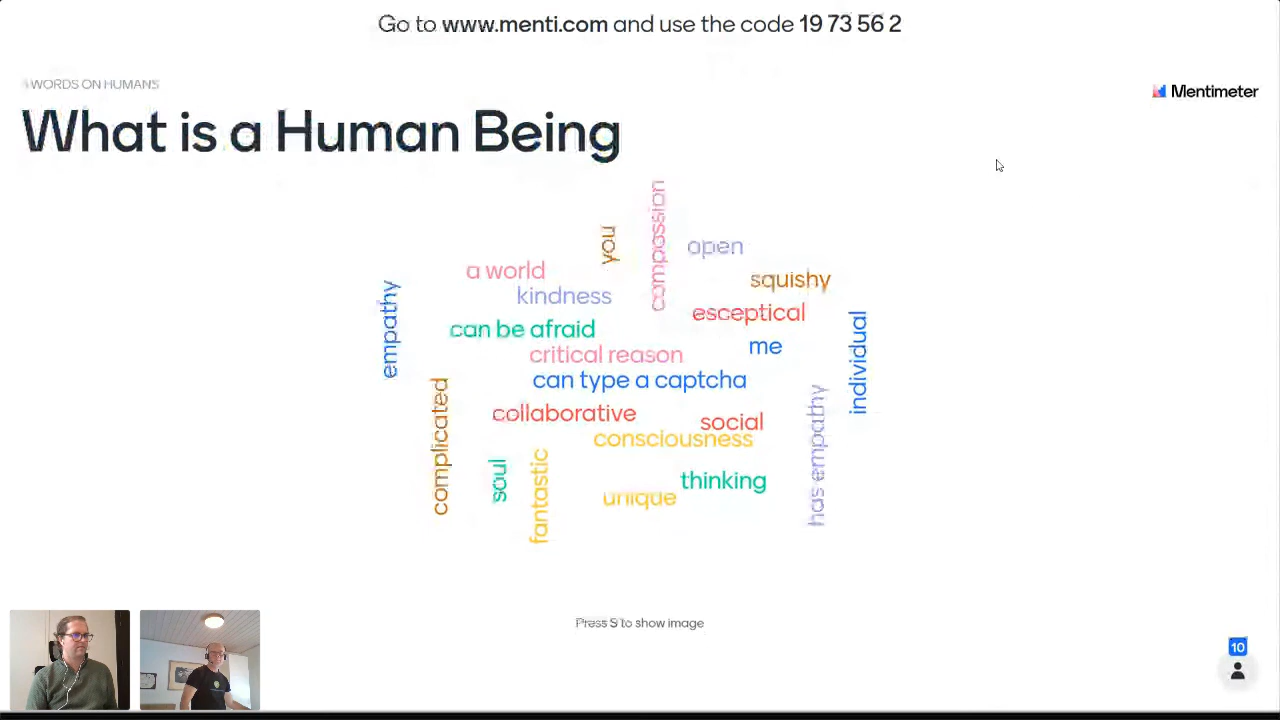 Go to www.menti.com and use the code 19 73 56 2
WORDS ON HUMANS
Mentimeter
What is a Human Being
compassion
you
open
a world
squishy
kindness
empathy
esceptical
individual
can be afraid
me
critical reason
can type a captcha
complicated
has empathy
collaborative
social
consciousness
soul
fantastic
thinking
unique
Press S to show image
10